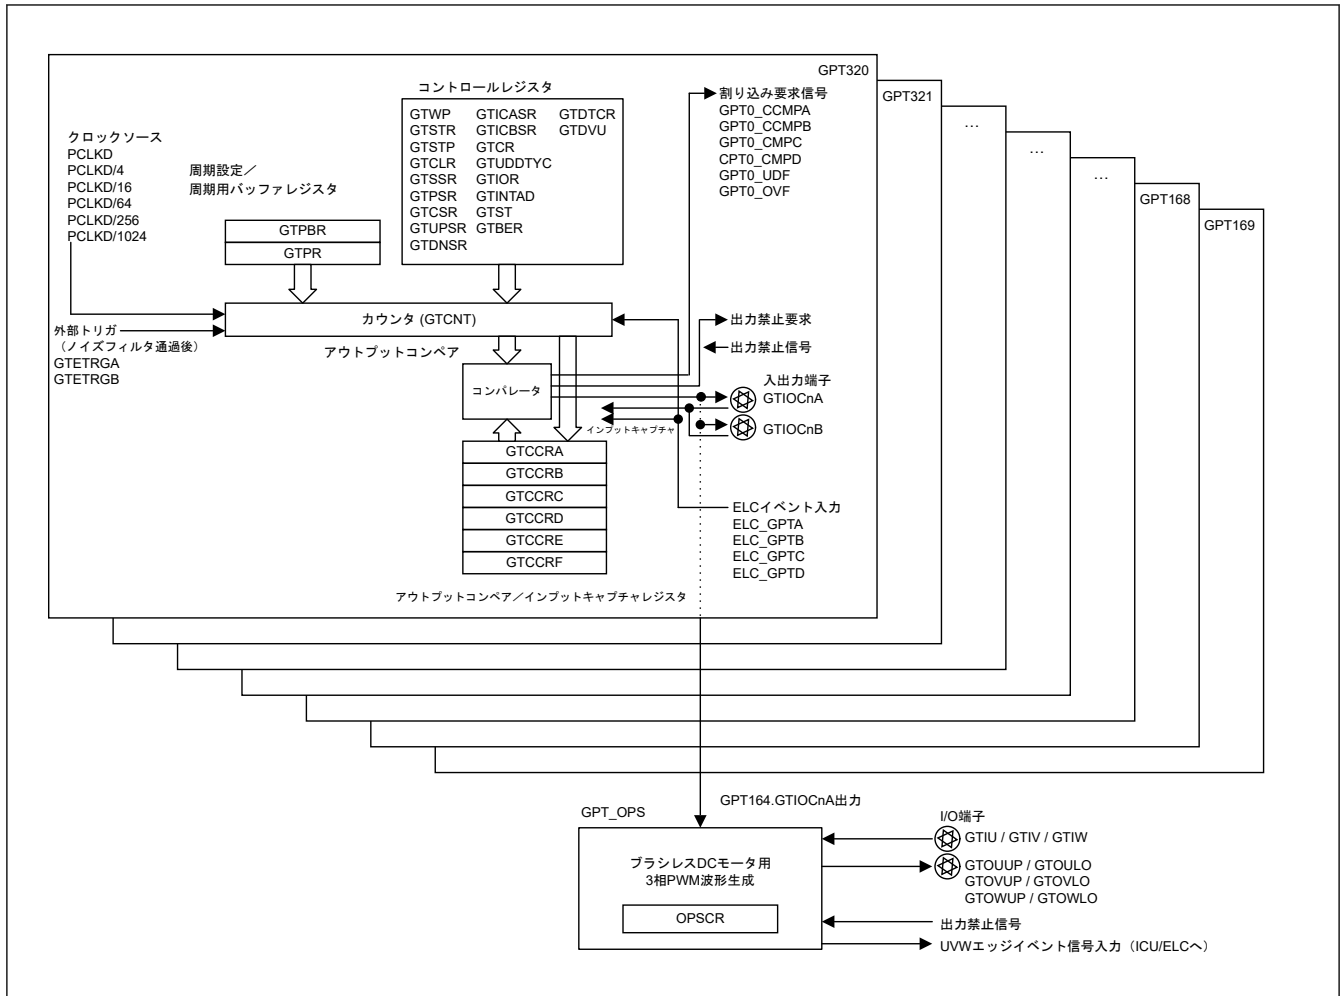 GPT320
GPT321
…
…
…
GPT168
GPT169
コントロールレジスタ
GTWP GTICASR GTDTCR
GTSTR GTICBSR GTDVU
GTSTP GTCR
GTCLR GTUDDTYC
GTSSR GTIOR
GTPSR GTINTAD
GTCSR GTST
GTUPSR GTBER
GTDNSR
割り込み要求信号
GPT0_CCMPA
GPT0_CCMPB
GPT0_CMPC
CPT0_CMPD
GPT0_UDF
GPT0_OVF
クロックソース
PCLKD
PCLKD/4
PCLKD/16
PCLKD/64
PCLKD/256
PCLKD/1024
周期設定／
周期用バッファレジスタ
GTPBR
GTPR
カウンタ (GTCNT)
外部トリガ
（ノイズフィルタ通過後）
GTETRGA
GTETRGB
アウトプットコンペア
コンパレータ
出力禁止要求
出力禁止信号
入出力端子
GTIOCnA
GTIOCnB
インプットキャプチャ
GTCCRA
GTCCRB
GTCCRC
GTCCRD
GTCCRE
GTCCRF
ELCイベント入力
ELC_GPTA
ELC_GPTB
ELC_GPTC
ELC_GPTD
アウトプットコンペア／インプットキャプチャレジスタ
GPT164.GTIOCnA出力
GPT_OPS
ブラシレスDCモータ用
3相PWM波形生成
OPSCR
I/O端子
GTIU / GTIV / GTIW
GTOUUP / GTOULO
GTOVUP / GTOVLO
GTOWUP / GTOWLO
出力禁止信号
UVWエッジイベント信号入力（ICU/ELCへ）